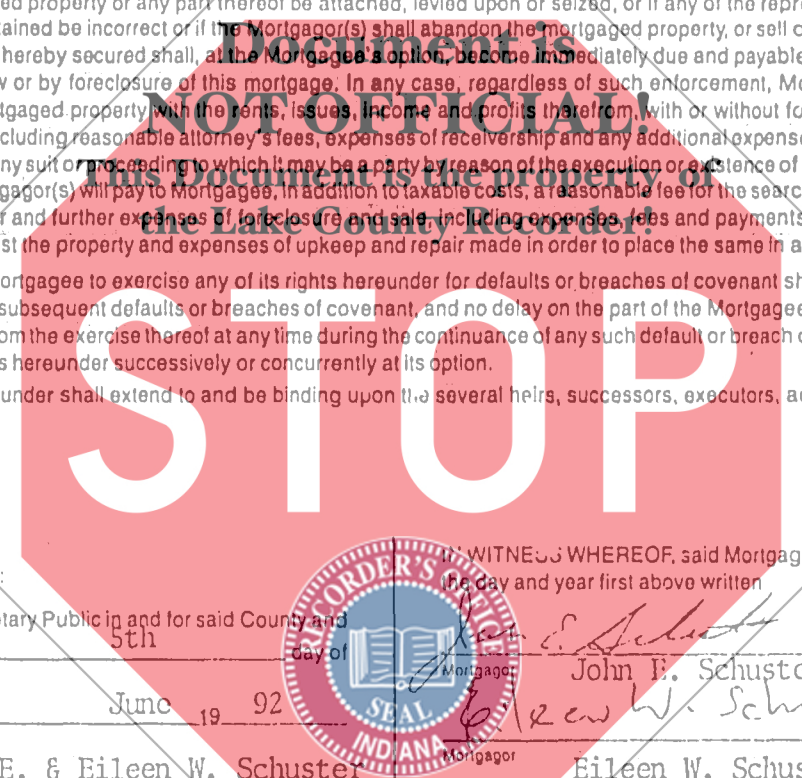 ed property or any part thereof be attached, levied upon or seized, or if any of the repr
tained be incorrect or if the Mortgagor(s) shall abandon the mortgaged property, or sell o
Document is
hereby secured shall, at the Mortgagee's option, become immediately due and payable
w or by foreclosure of this mortgage. In any case, regardless of such enforcement, Mo
NOT OFFICIAL!
tgaged property with the rents, issues, income and profits therefrom, with or without fo
cluding reasonable attorney's fees, expenses of receivership and any additional expense
ny suit or proceeding to which it may be a party by reason of the execution or existence of
This Document is the property of
gagor(s) will pay to Mortgagee, in addition to taxable costs, a reasonable fee for the searc
r and further expenses of foreclosure and sale, including expenses, fees and payments
the Lake County Recorder!
st the property and expenses of upkeep and repair made in order to place the same in a
ortgagee to exercise any of its rights hereunder for defaults or breaches of covenant sh
subsequent defaults or breaches of covenant, and no delay on the part of the Mortgagee
om the exercise thereof at any time during the continuance of any such default or breach o
s hereunder successively or concurrently at its option.
under shall extend to and be binding upon the several heirs, successors, executors, ad
STOP
IN WITNESS WHEREOF, said Mortgag
the day and year first above written
:
tary Public in and for said County and
5th
day of
Mortgagor
John E. Schuste
June 19 92
Mortgagor
E. & Eileen W. Schuster
Eileen W. Schus
RECORDER'S OFFICE
SEAL
INDIANA